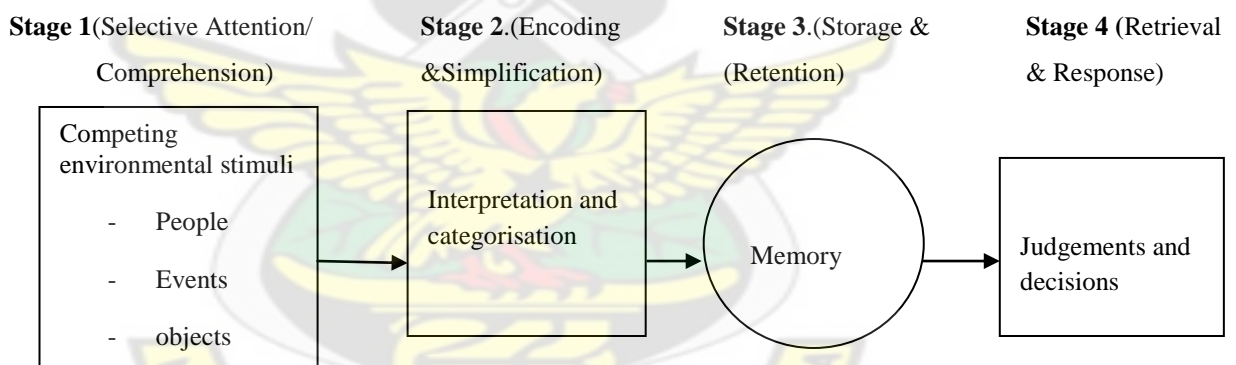 Stage 1(Selective Attention/
Comprehension)
Stage 2.(Encoding
&Simplification)
Stage 3.(Storage &
(Retention)
Stage 4 (Retrieval
& Response)
Competing
environmental stimuli
- People
- Events
- objects
Interpretation and
categorisation
Memory
Judgements and
decisions